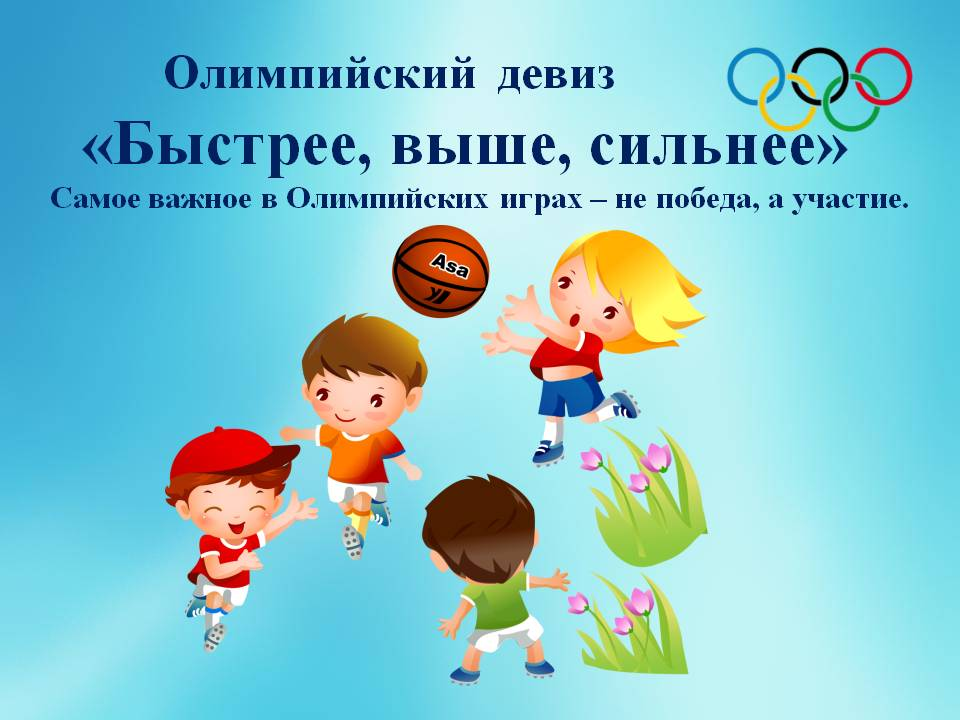 Олимпийский девиз
«Быстрее, выше, сильнее»
Самое важное в Олимпийских играх – не победа, а участие.
Asa